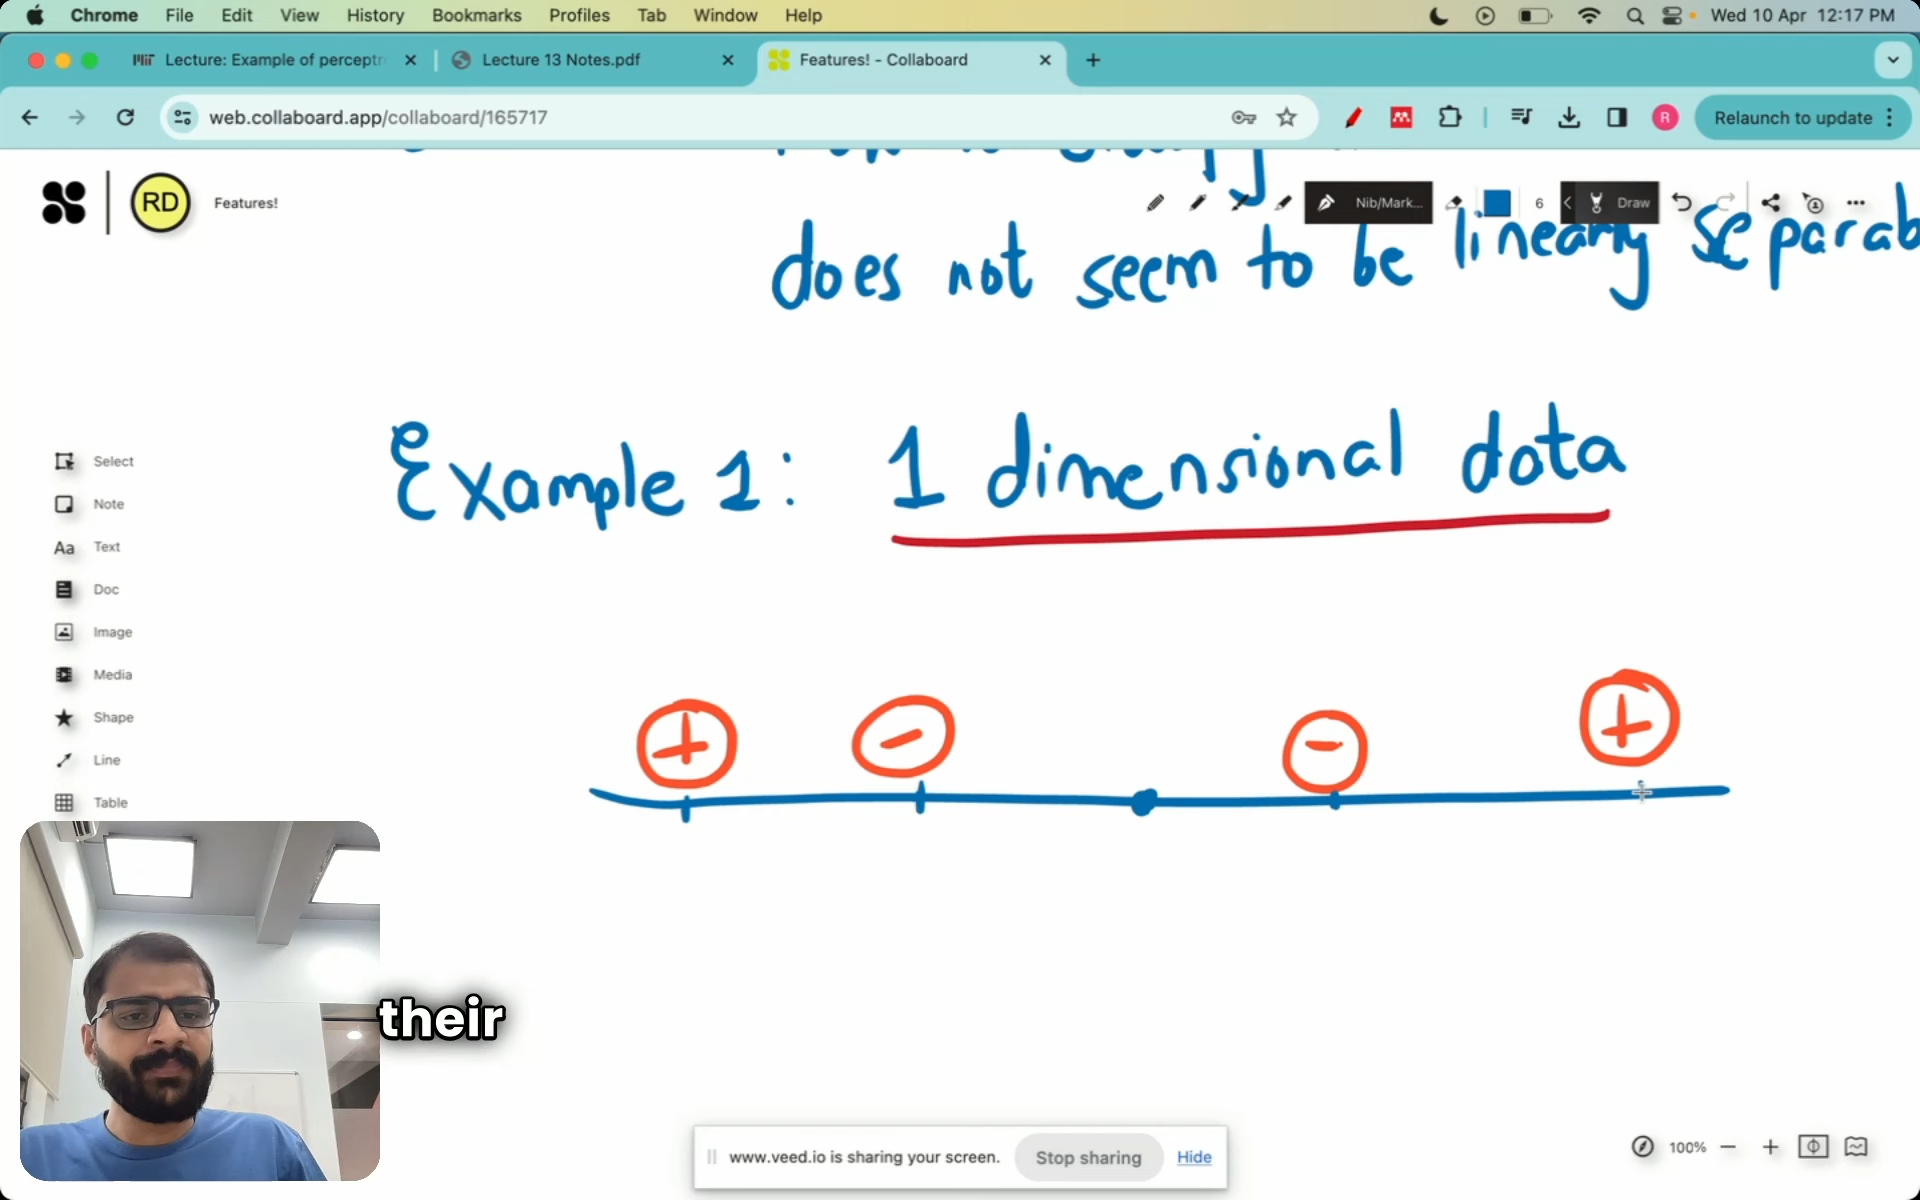 Chrome File Edit View History Bookmarks Profiles Tab Window Help Wed 10 Apr 12:17 PM
Lecture: Example of perceptr Lecture 13 Notes.pdf Features! - Collaboard
web.collaboard.app/collaboard/165717 R Relaunch to update
RD Features! Nib/Mark... 6 Draw
does not seem to be linearly separab
Example 1: 1 dimensional data
Select
Note
Aa Text
Doc
Image
Media
Shape
Line
Table
+ - - +
their
www.veed.io is sharing your screen. Stop sharing Hide
100%